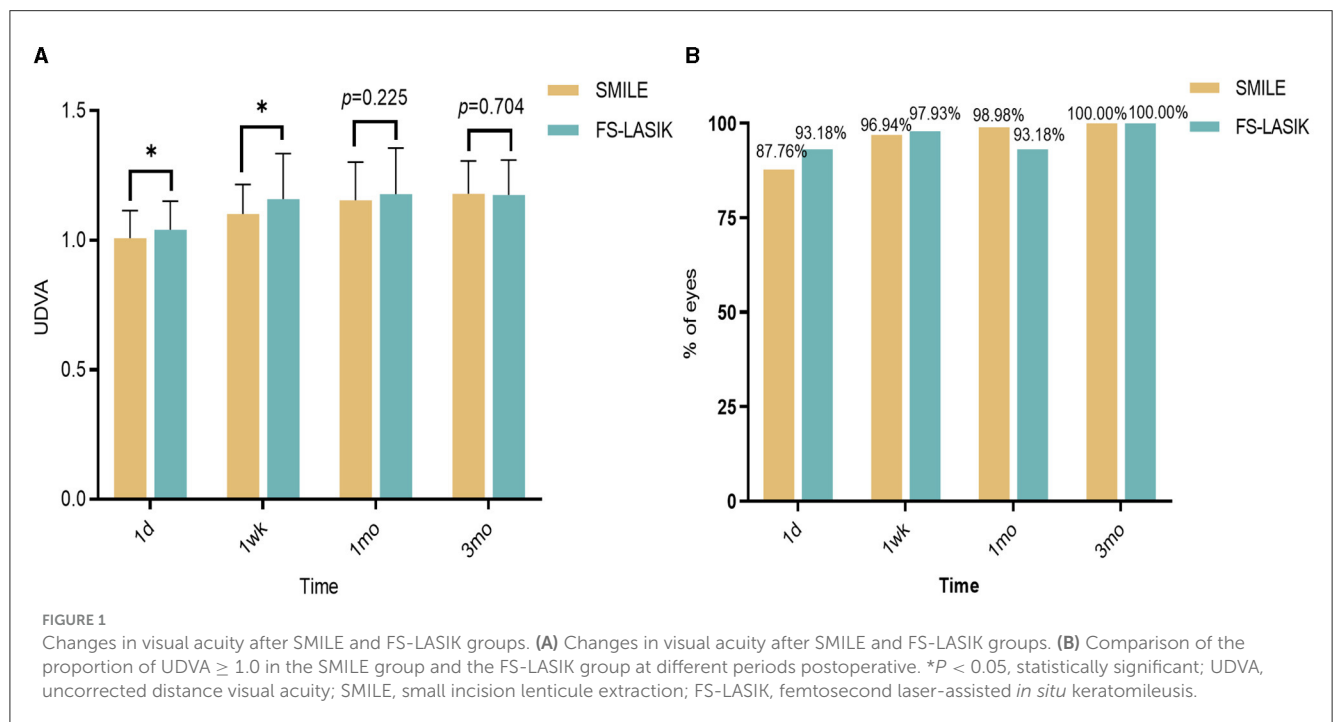 A
SMILE
FS-LASIK
*
*
p=0.225
p=0.704
1.5
1.0
0.5
0.0
UDVA
1d
1wk
1mo
3mo
Time
B
SMILE
FS-LASIK
87.76%
93.18%
96.94%
97.93%
98.98%
93.18%
100.00%
100.00%
100
75
50
25
0
% of eyes
1d
1wk
1mo
3mo
Time
FIGURE 1
Changes in visual acuity after SMILE and FS-LASIK groups. (A) Changes in visual acuity after SMILE and FS-LASIK groups. (B) Comparison of the
proportion of UDVA ≥ 1.0 in the SMILE group and the FS-LASIK group at different periods postoperative. *P < 0.05, statistically significant; UDVA,
uncorrected distance visual acuity; SMILE, small incision lenticule extraction; FS-LASIK, femtosecond laser-assisted in situ keratomileusis.